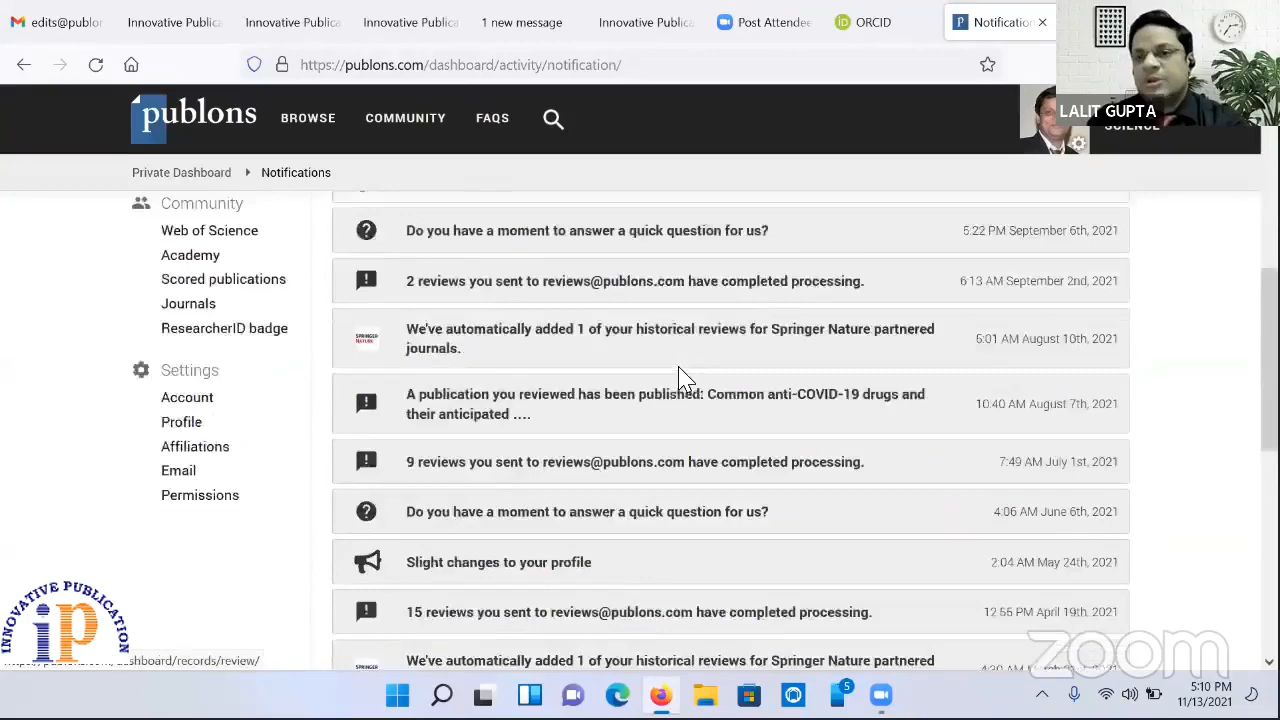 edits@publor
Innovative Publica
Innovative Publica
Innovative Publica
1 new message
Innovative Publica
Post Attendee
ORCID
Notification
https://publons.com/dashboard/activity/notification/
LALIT GUPTA
SCIENCE
publons
BROWSE
COMMUNITY
FAQS
Private Dashboard
Notifications
Community
Web of Science
Academy
Scored publications
Journals
ResearcherID badge
Settings
Account
Profile
Affiliations
Email
Permissions
Do you have a moment to answer a quick question for us?
5:22 PM September 6th, 2021
2 reviews you sent to reviews@publons.com have completed processing.
6:13 AM September 2nd, 2021
SPRINGER
NATURE
We've automatically added 1 of your historical reviews for Springer Nature partnered
journals.
5:01 AM August 10th, 2021
A publication you reviewed has been published: Common anti-COVID-19 drugs and
their anticipated ....
10:40 AM August 7th, 2021
9 reviews you sent to reviews@publons.com have completed processing.
7:49 AM July 1st, 2021
Do you have a moment to answer a quick question for us?
4:06 AM June 6th, 2021
Slight changes to your profile
2:04 AM May 24th, 2021
15 reviews you sent to reviews@publons.com have completed processing.
12:55 PM April 19th, 2021
SPRINGER
We've automatically added 1 of your historical reviews for Springer Nature partnered
INNOVATIVE PUBLICATION
ip
dashboard/records/review/
zoom
5
5:10 PM
11/13/2021